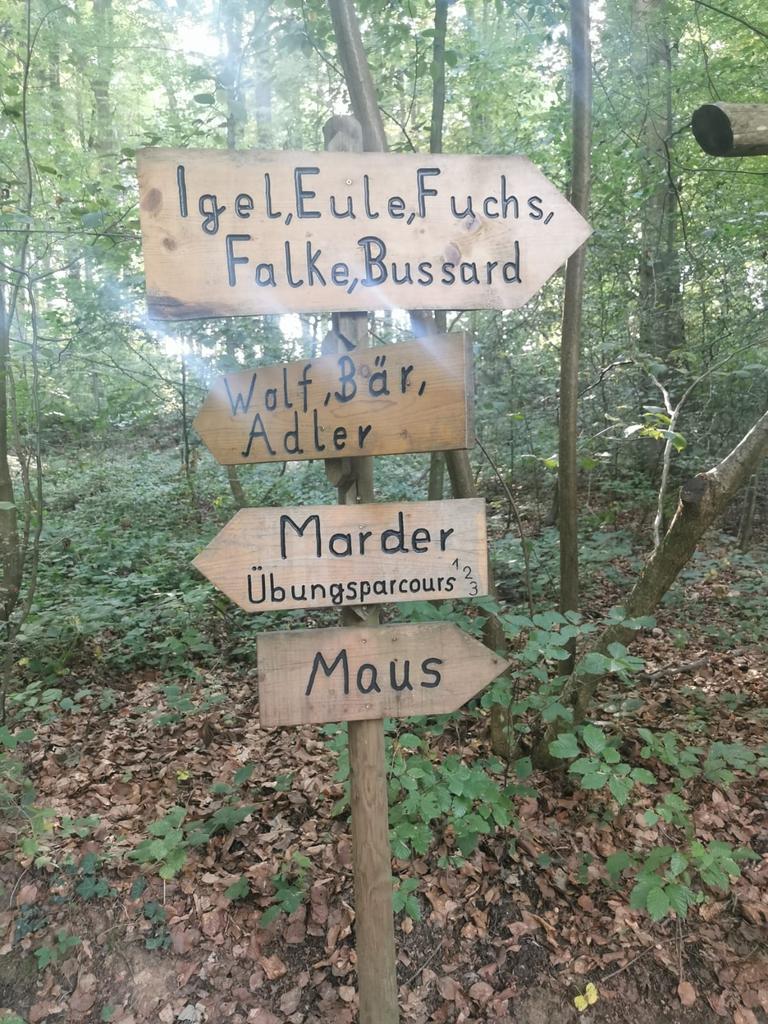 Igel, Eule, Fuchs,
Falke, Bussard
Wolf, Bär,
Adler
Marder
Übungsparcours 1 2 3
Maus